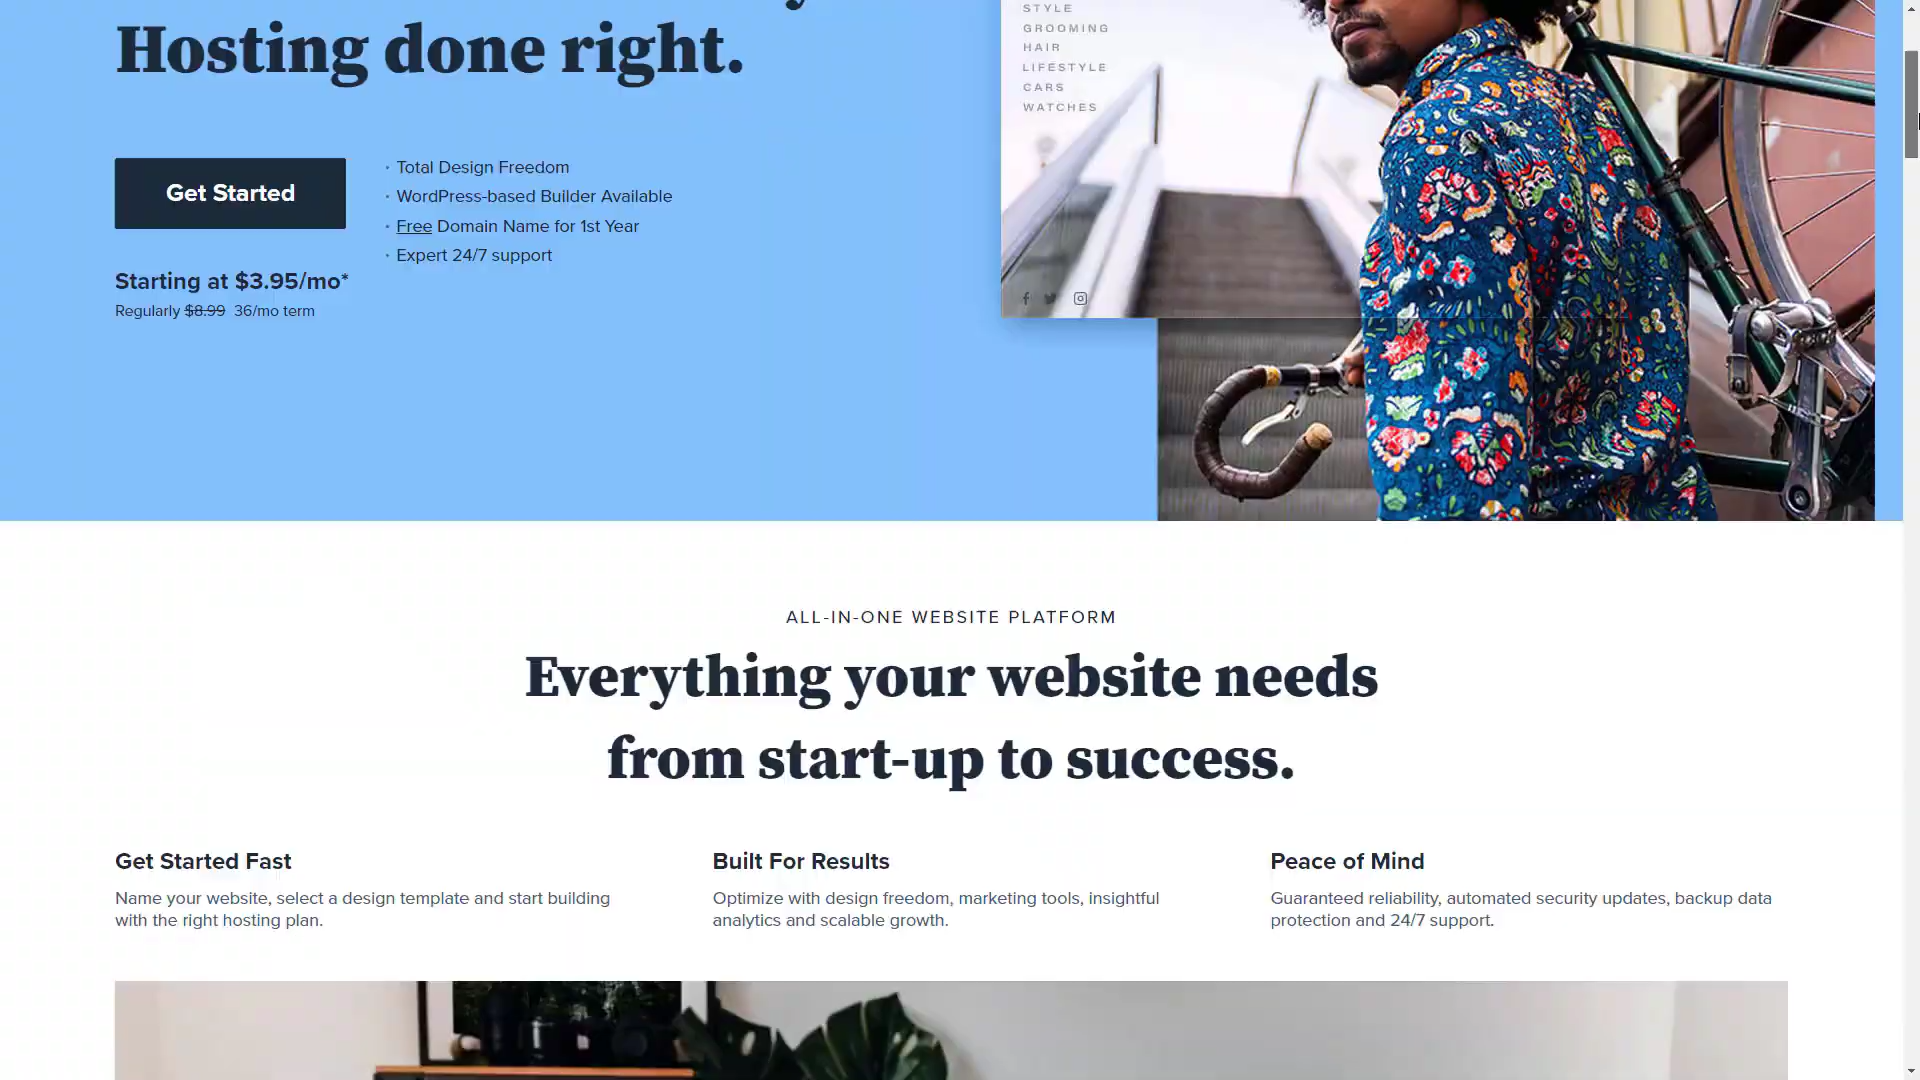 Hosting done right.
Get Started
· Total Design Freedom
· WordPress-based Builder Available
· Free Domain Name for 1st Year
· Expert 24/7 support
Starting at $3.95/mo*
Regularly $8.99 36/mo term
STYLE
GROOMING
HAIR
LIFESTYLE
CARS
WATCHES
ALL-IN-ONE WEBSITE PLATFORM
Everything your website needs
from start-up to success.
Get Started Fast
Name your website, select a design template and start building
with the right hosting plan.
Built For Results
Optimize with design freedom, marketing tools, insightful
analytics and scalable growth.
Peace of Mind
Guaranteed reliability, automated security updates, backup data
protection and 24/7 support.